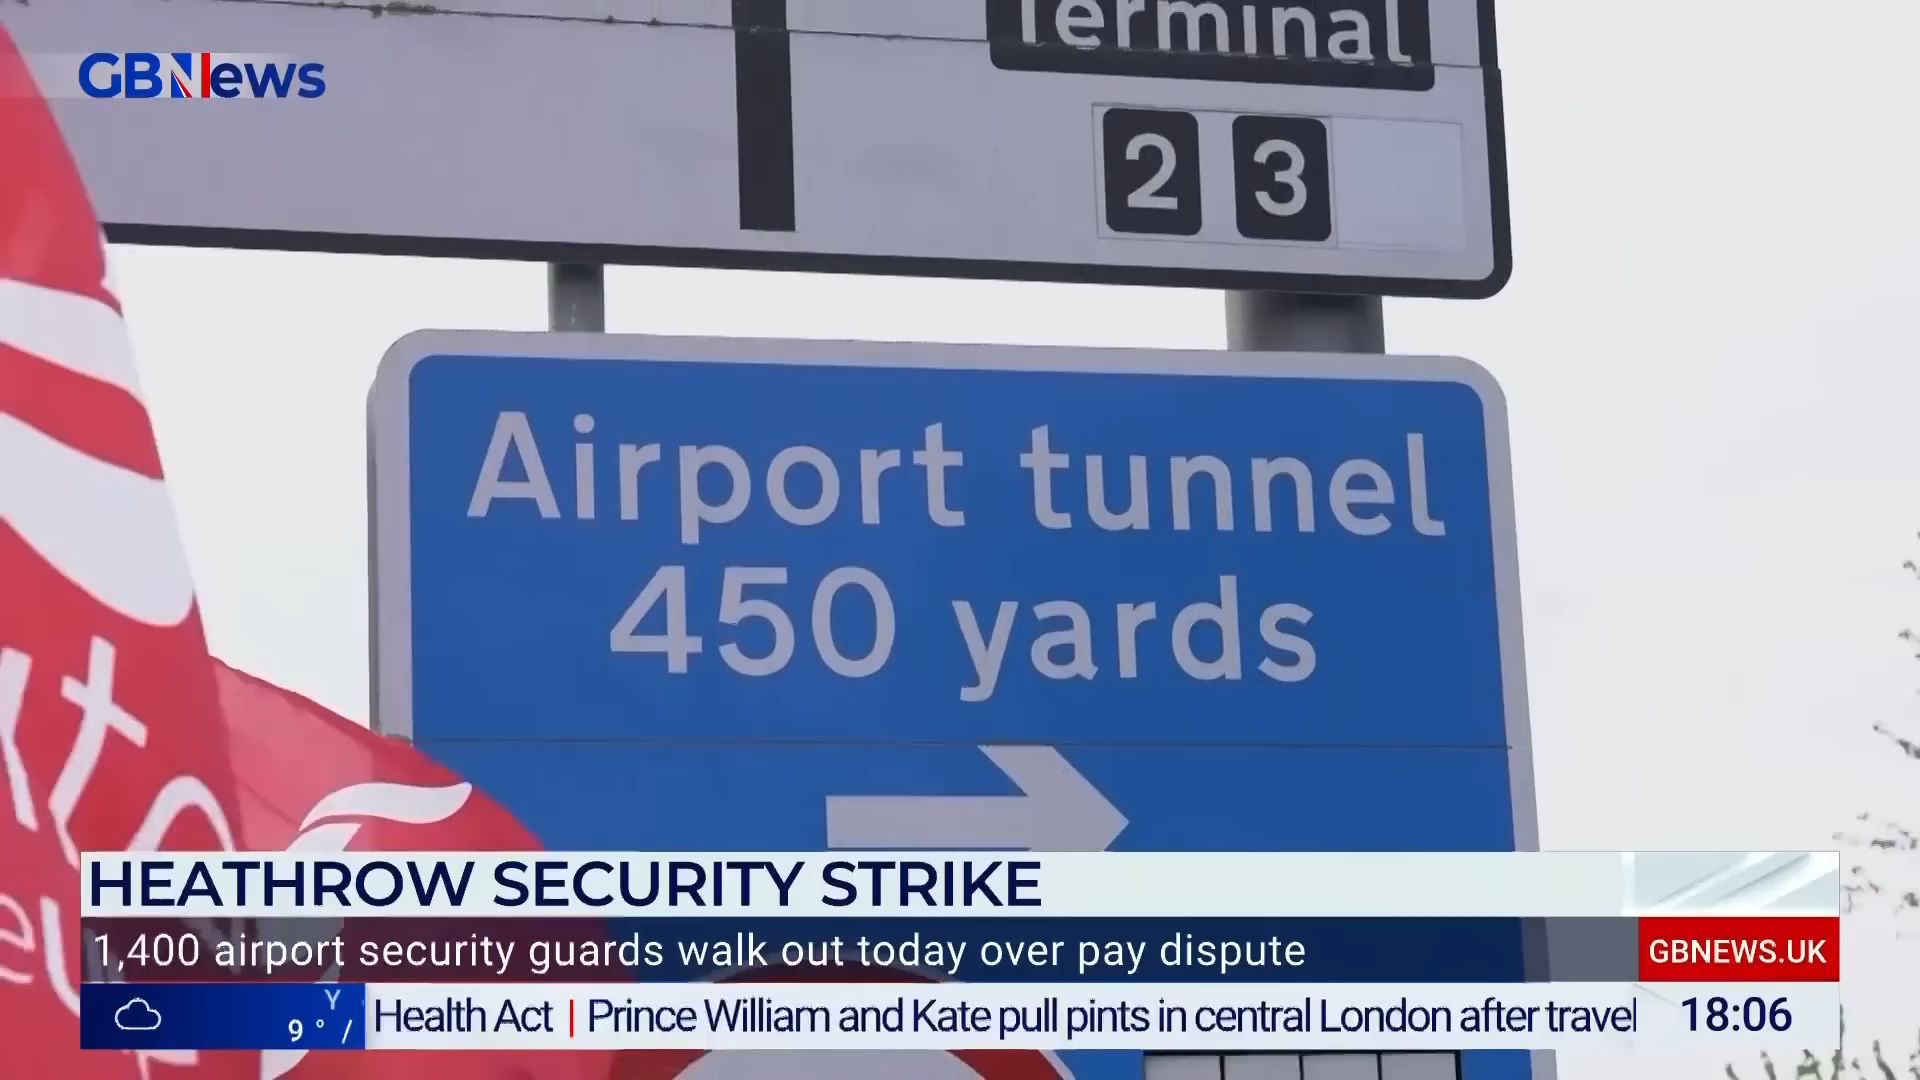 GBNews
Terminal
2 3
Airport tunnel
450 yards
HEATHROW SECURITY STRIKE
1,400 airport security guards walk out today over pay dispute
GBNEWS.UK
9 ° /
Health Act | Prince William and Kate pull pints in central London after travel
18:06